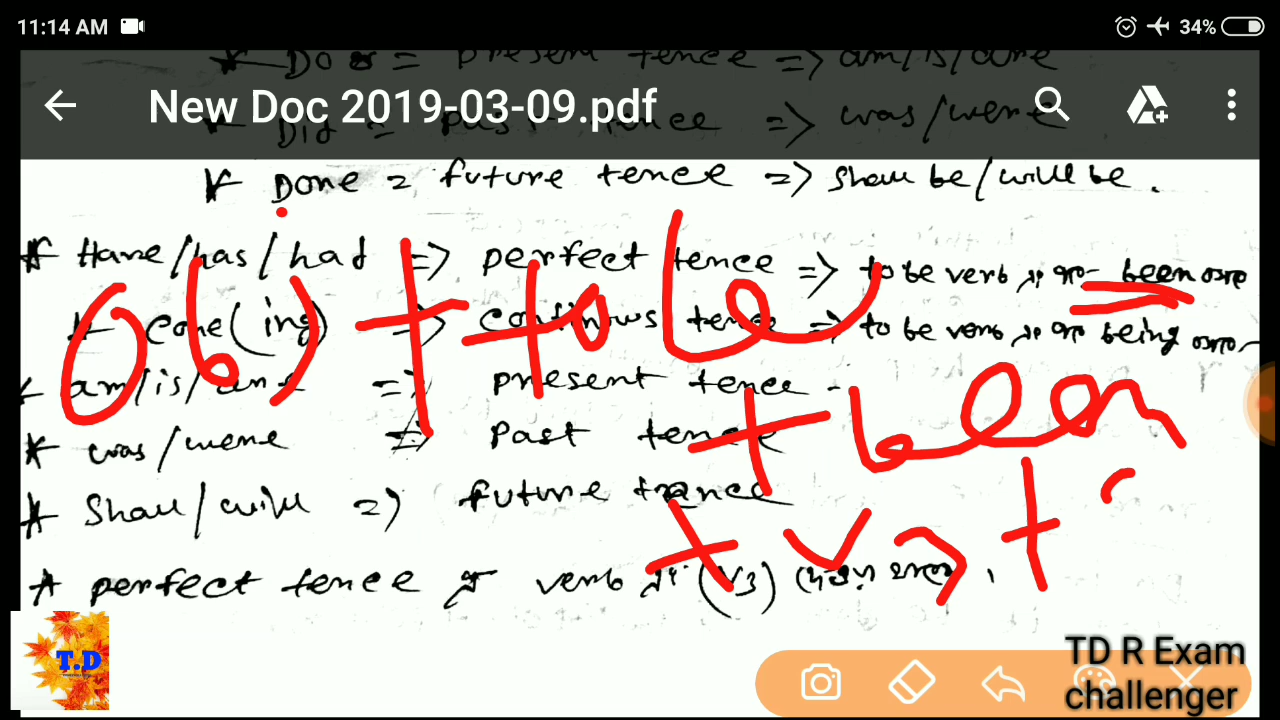 11:14 AM
34%
New Doc 2019-03-09.pdf
* Do = present tence => am/is/are
* Did = past tence => was/were
* Done = future tence => shall be/will be.
* Have/has/had => perfect tence => to be verb been
* Cone(ing) => continuws tence => to be verb being
* am/is/are => present tence -
* was/were => Past tence
* Shall/will => future tence
* perfect tence verb (V3)
Obj + to be
+ been
+ V3 +
T.D
TD R Exam
challenger